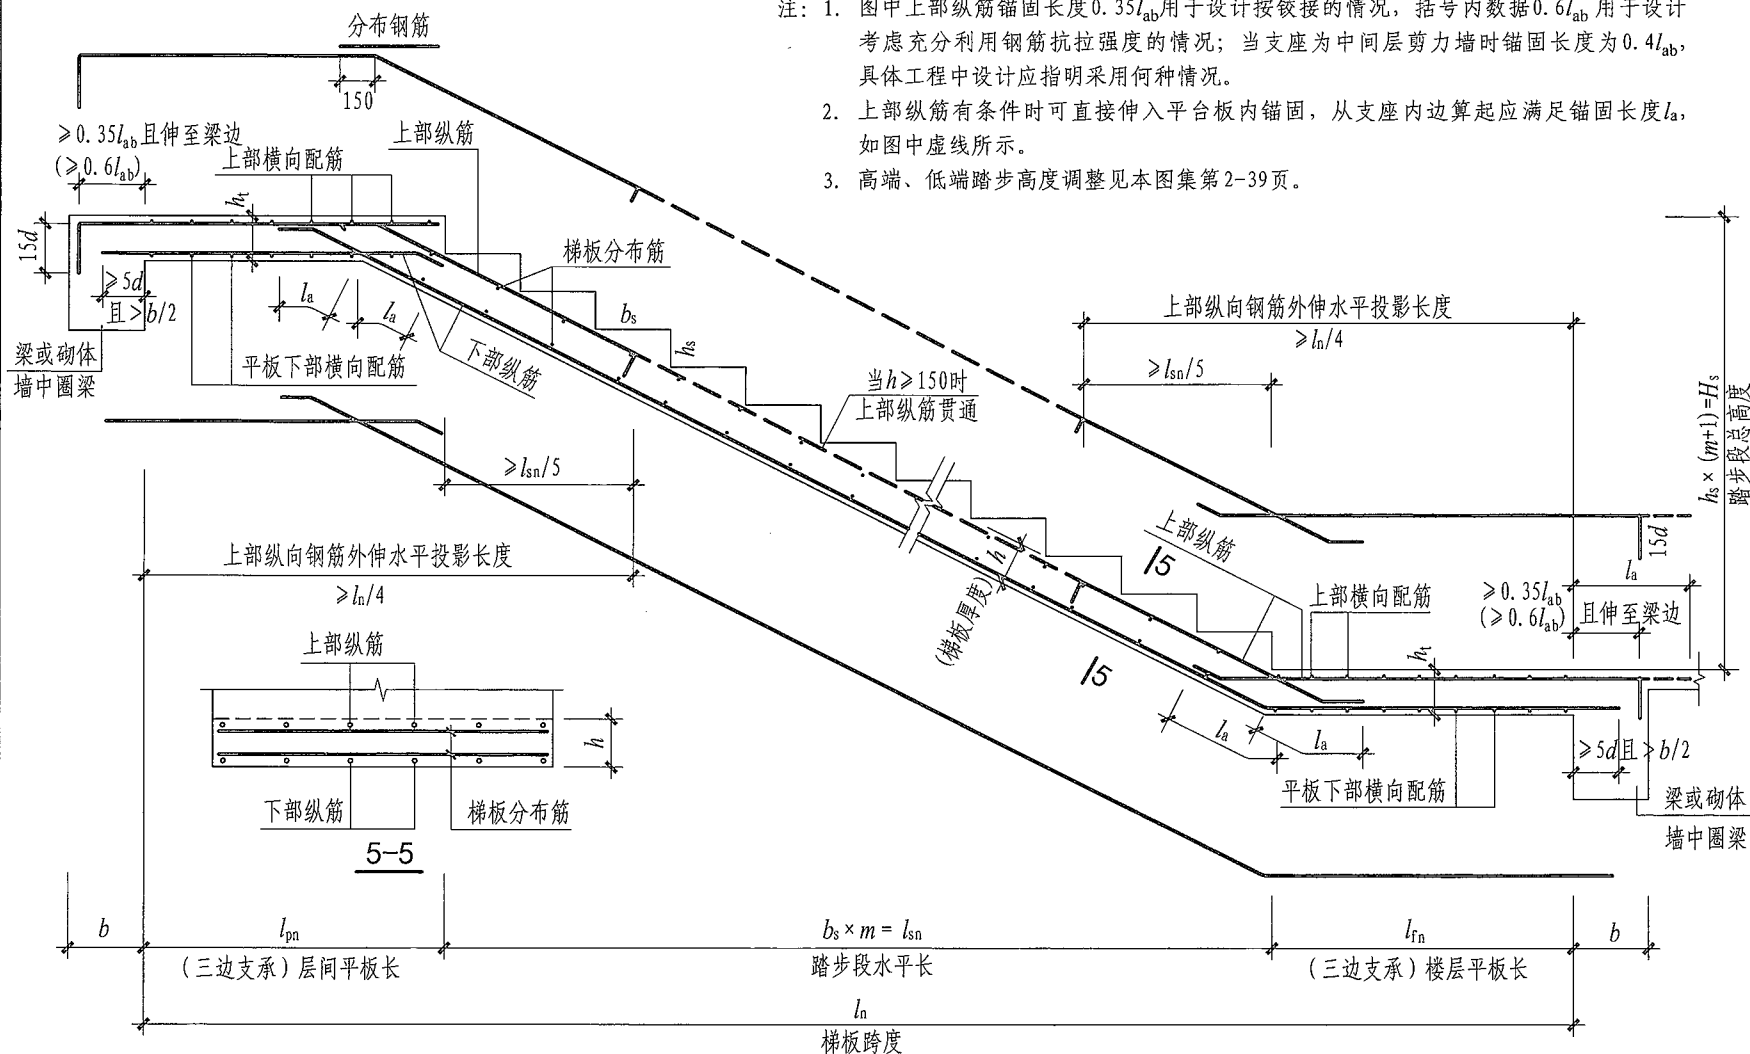 注：1. 图中上部纵筋锚固长度0.35lab用于设计按铰接的情况，括号内数据0.6lab用于设计
考虑充分利用钢筋抗拉强度的情况；当支座为中间层剪力墙时锚固长度为0.4lab，
具体工程中设计应指明采用何种情况。
2. 上部纵筋有条件时可直接伸入平台板内锚固，从支座内边算起应满足锚固长度la，
如图中虚线所示。
3. 高端、低端踏步高度调整见本图集第2-39页。
分布钢筋
150
≥0.35lab且伸至梁边
(≥0.6lab)
上部横向配筋
上部纵筋
ht
15d
≥5d
且>b/2
la
la
梯板分布筋
bs
hs
梁或砌体
墙中圈梁
平板下部横向配筋
下部纵筋
当h≥150时
上部纵筋贯通
上部纵向钢筋外伸水平投影长度
≥ln/4
≥lsn/5
hs×(m+1)=Hs
踏步段总高度
≥lsn/5
上部纵向钢筋外伸水平投影长度
≥ln/4
h
(梯板厚度)
上部纵筋
5
5
上部横向配筋
15d
la
≥0.35lab
(≥0.6lab)
且伸至梁边
ht
la
la
≥5d且>b/2
平板下部横向配筋
梁或砌体
墙中圈梁
上部纵筋
h
下部纵筋
梯板分布筋
5-5
b
lpn
bs×m=lsn
lfn
b
(三边支承)层间平板长
踏步段水平长
(三边支承)楼层平板长
ln
梯板跨度